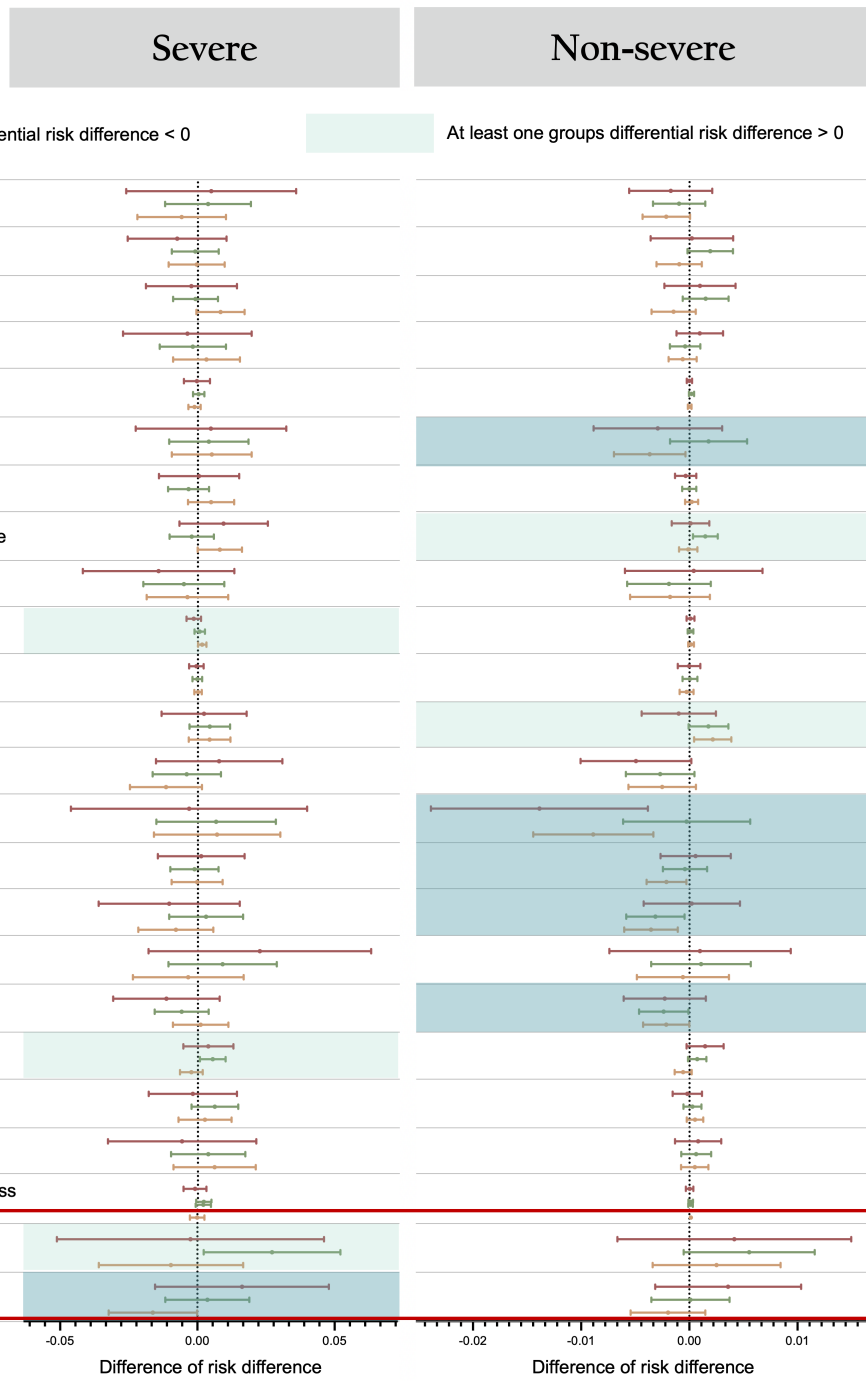 Severe
Non-severe
ential risk difference < 0
At least one groups differential risk difference > 0
e
ss
-0.05 0.00 0.05
-0.02 -0.01 0.00 0.01
Difference of risk difference
Difference of risk difference